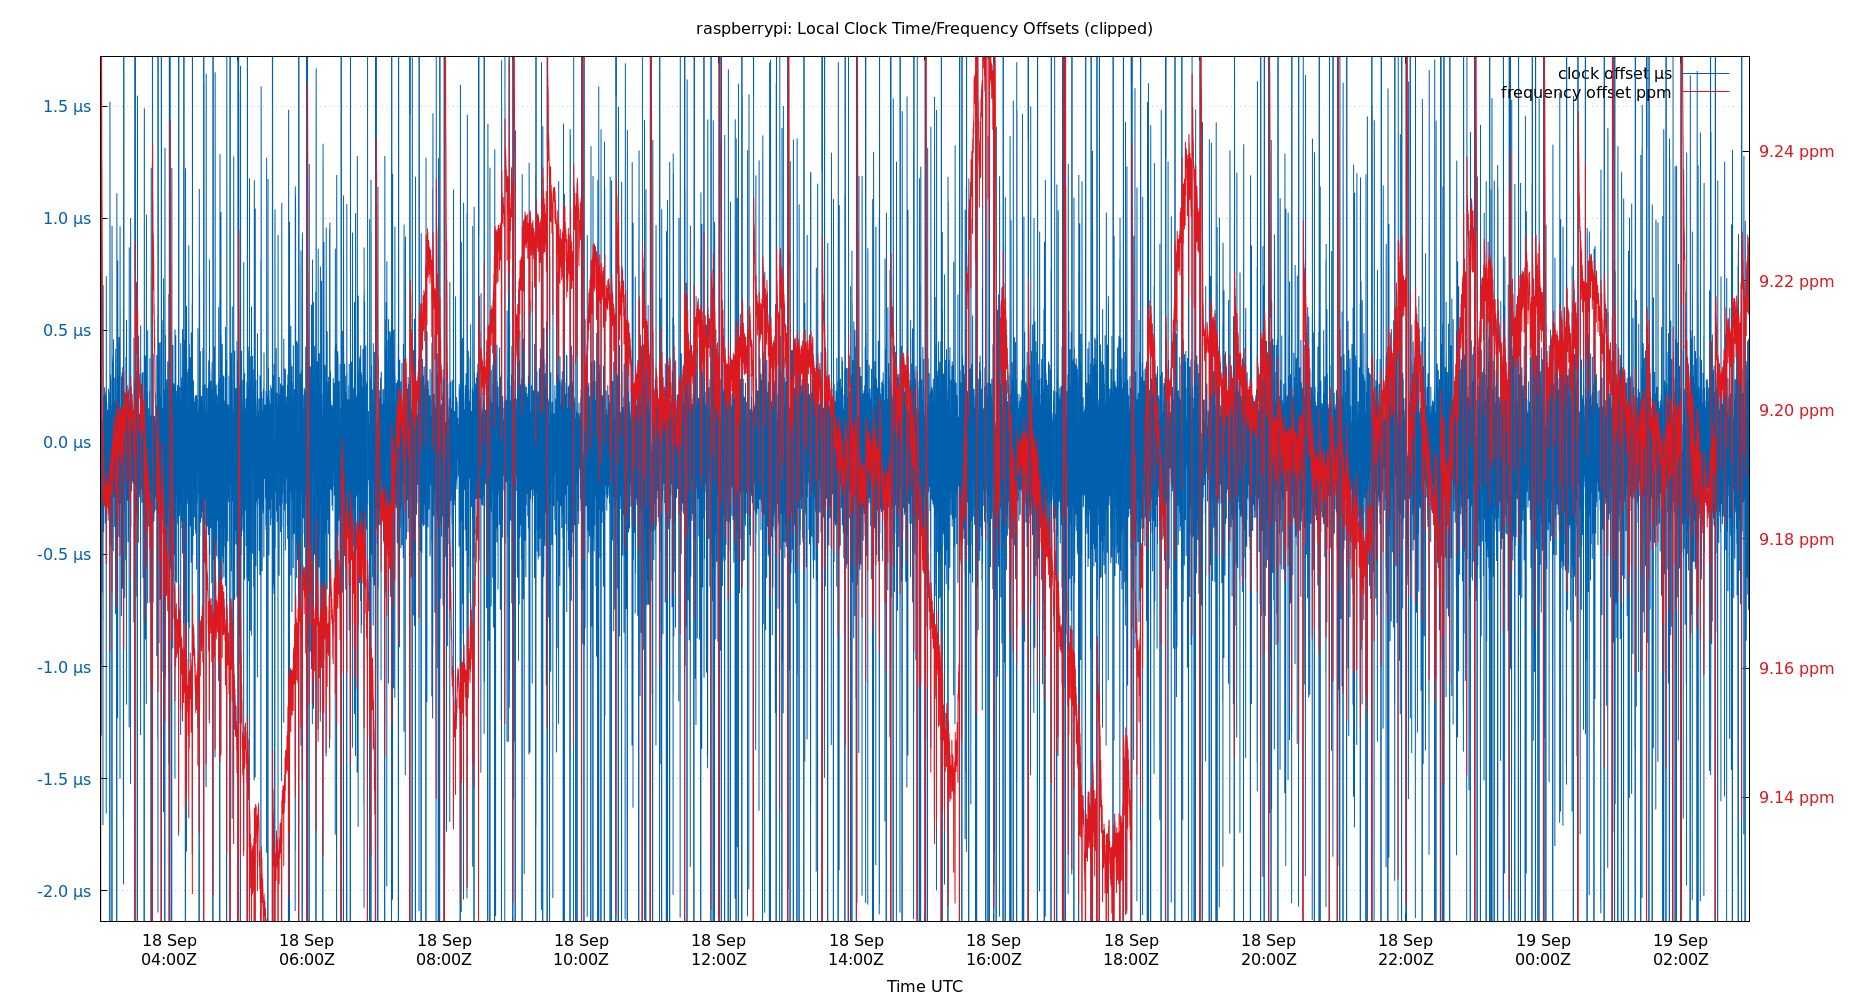 raspberrypi: Local Clock Time/Frequency Offsets (clipped)
clock offset µs
frequency offset ppm
1.5 µs
1.0 µs
0.5 µs
0.0 µs
-0.5 µs
-1.0 µs
-1.5 µs
-2.0 µs
9.24 ppm
9.22 ppm
9.20 ppm
9.18 ppm
9.16 ppm
9.14 ppm
18 Sep 18 Sep 18 Sep 18 Sep 18 Sep 18 Sep 18 Sep 18 Sep 18 Sep 18 Sep 19 Sep 19 Sep
04:00Z 06:00Z 08:00Z 10:00Z 12:00Z 14:00Z 16:00Z 18:00Z 20:00Z 22:00Z 00:00Z 02:00Z
Time UTC